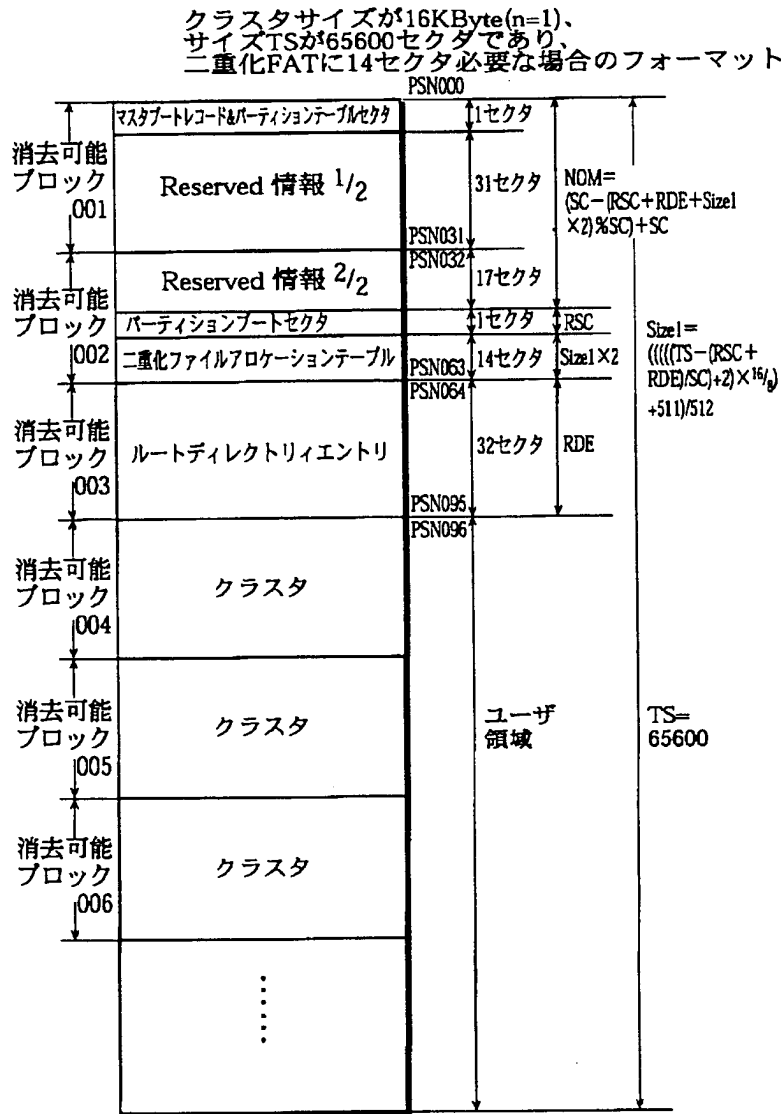 クラスタサイズが16KByte(n=1)、
サイズTSが65600セクタであり、
二重化FATに14セクタ必要な場合のフォーマット
PSN000
マスタブートレコード&パーティションテーブルセクタ
1セクタ
消去可能
ブロック
001
Reserved 情報 1/2
31セクタ
NOM=
(SC-(RSC+RDE+Size1
×2)%SC)+SC
PSN031
PSN032
Reserved 情報 2/2
17セクタ
消去可能
ブロック
002
パーティションブートセクタ
1セクタ
RSC
二重化ファイルアロケーションテーブル
PSN063
14セクタ
Size1×2
Size1=
(((((TS-(RSC+
RDE)/SC)+2)×16/8)
+511)/512
PSN064
消去可能
ブロック
003
ルートディレクトリィエントリ
32セクタ
RDE
PSN095
PSN096
消去可能
ブロック
004
クラスタ
消去可能
ブロック
005
クラスタ
ユーザ
領域
TS=
65600
消去可能
ブロック
006
クラスタ